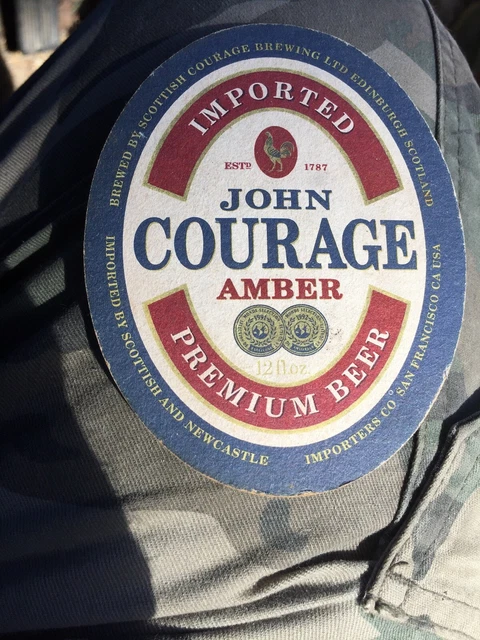 BREWED BY SCOTTISH COURAGE BREWING LTD EDINBURGH SCOTLAND
IMPORTED
ESTD 1787
JOHN
COURAGE
AMBER
12 fl oz.
PREMIUM BEER
IMPORTED BY SCOTTISH AND NEWCASTLE IMPORTERS CO SAN FRANCISCO CA USA